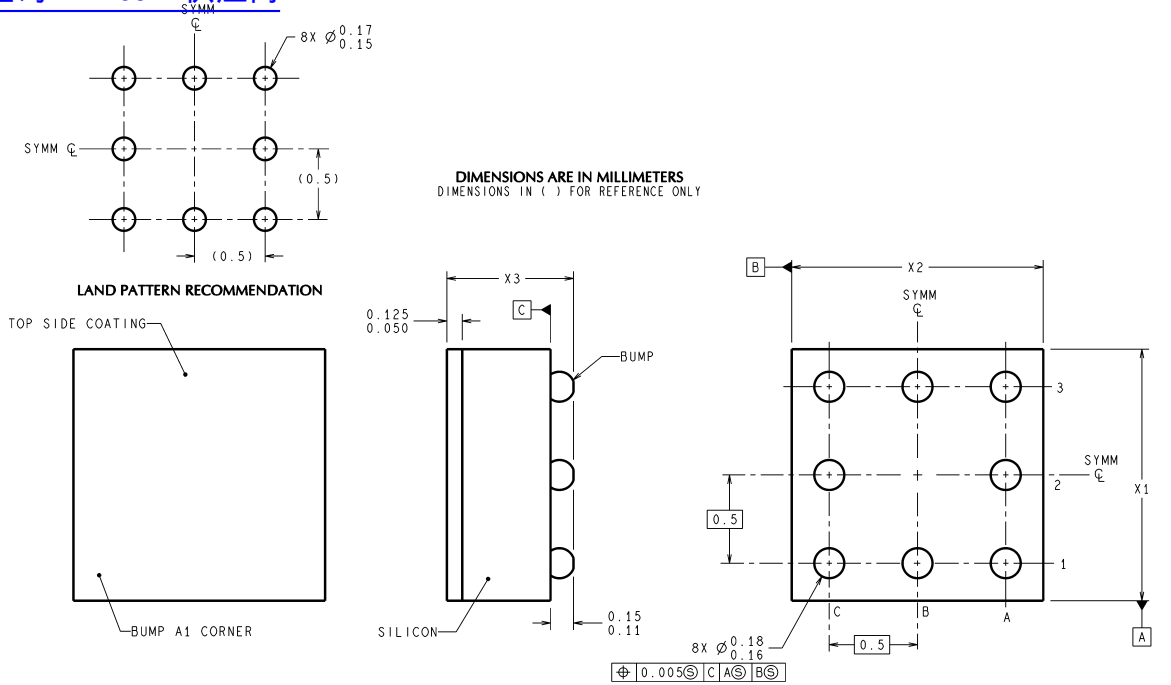 SYMM
℄
8X Ø 0.17
0.15
SYMM ℄
(0.5)
(0.5)
DIMENSIONS ARE IN MILLIMETERS
DIMENSIONS IN ( ) FOR REFERENCE ONLY
LAND PATTERN RECOMMENDATION
TOP SIDE COATING
BUMP A1 CORNER
X3
0.125
0.050
C
BUMP
SILICON
0.15
0.11
B
X2
SYMM
℄
3
SYMM
℄
2
X1
0.5
1
C
B
A
A
8X Ø 0.18
0.16
0.5
⌖ 0.005Ⓢ C AⓈ BⓈ